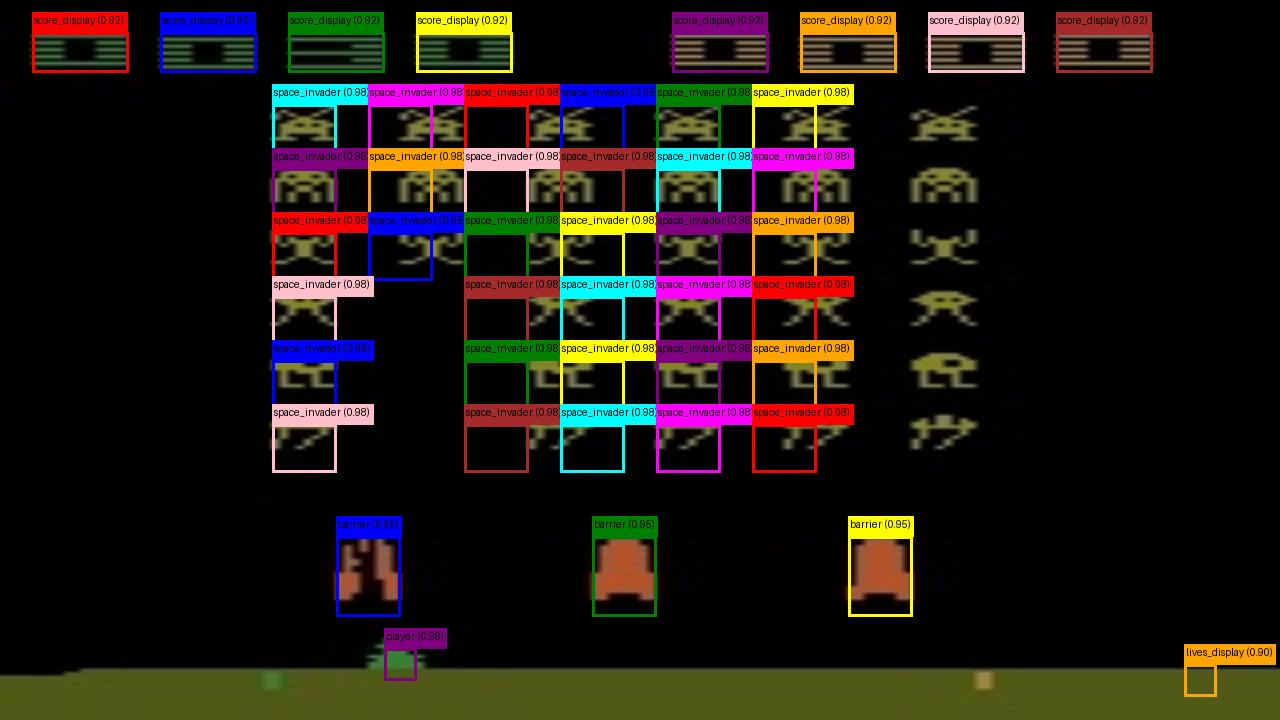 score_display (0.92) score_display (0.92) score_display (0.92) score_display (0.92) score_display (0.92) score_display (0.92) score_display (0.92) score_display (0.92)
space_invader (0.98) space_invader (0.98) space_invader (0.98) space_invader (0.98) space_invader (0.98) space_invader (0.98)
space_invader (0.98) space_invader (0.98) space_invader (0.98) space_invader (0.98) space_invader (0.98) space_invader (0.98)
space_invader (0.98) space_invader (0.98) space_invader (0.98) space_invader (0.98) space_invader (0.98) space_invader (0.98)
space_invader (0.98) space_invader (0.98) space_invader (0.98) space_invader (0.98) space_invader (0.98)
space_invader (0.98) space_invader (0.98) space_invader (0.98) space_invader (0.98) space_invader (0.98)
space_invader (0.98) space_invader (0.98) space_invader (0.98) space_invader (0.98) space_invader (0.98)
barrier (0.95) barrier (0.95) barrier (0.95)
player (0.98)
lives_display (0.90)